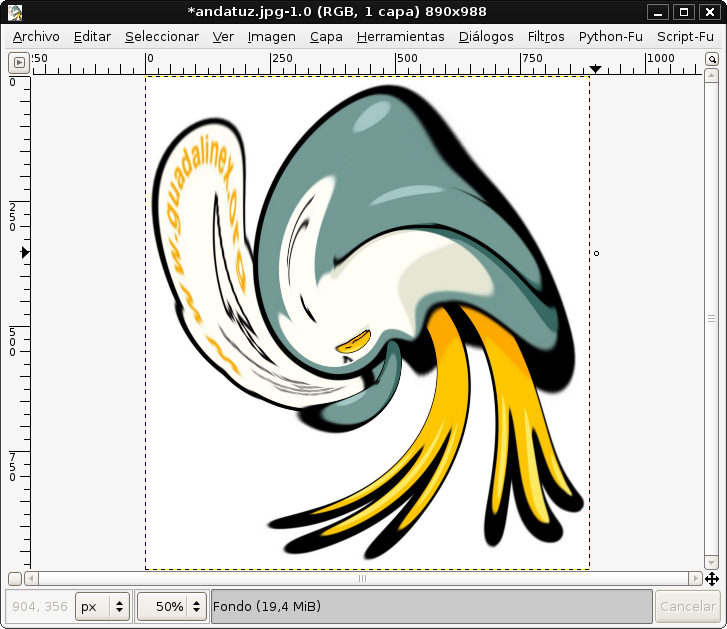 *andatuz.jpg-1.0 (RGB, 1 capa) 890x988
Archivo Editar Seleccionar Ver Imagen Capa Herramientas Diálogos Filtros Python-Fu Script-Fu
250 0 250 500 750 1000
0
250
500
750
www.guadalinex.org
904, 356 px 50% Fondo (19,4 MiB) Cancelar